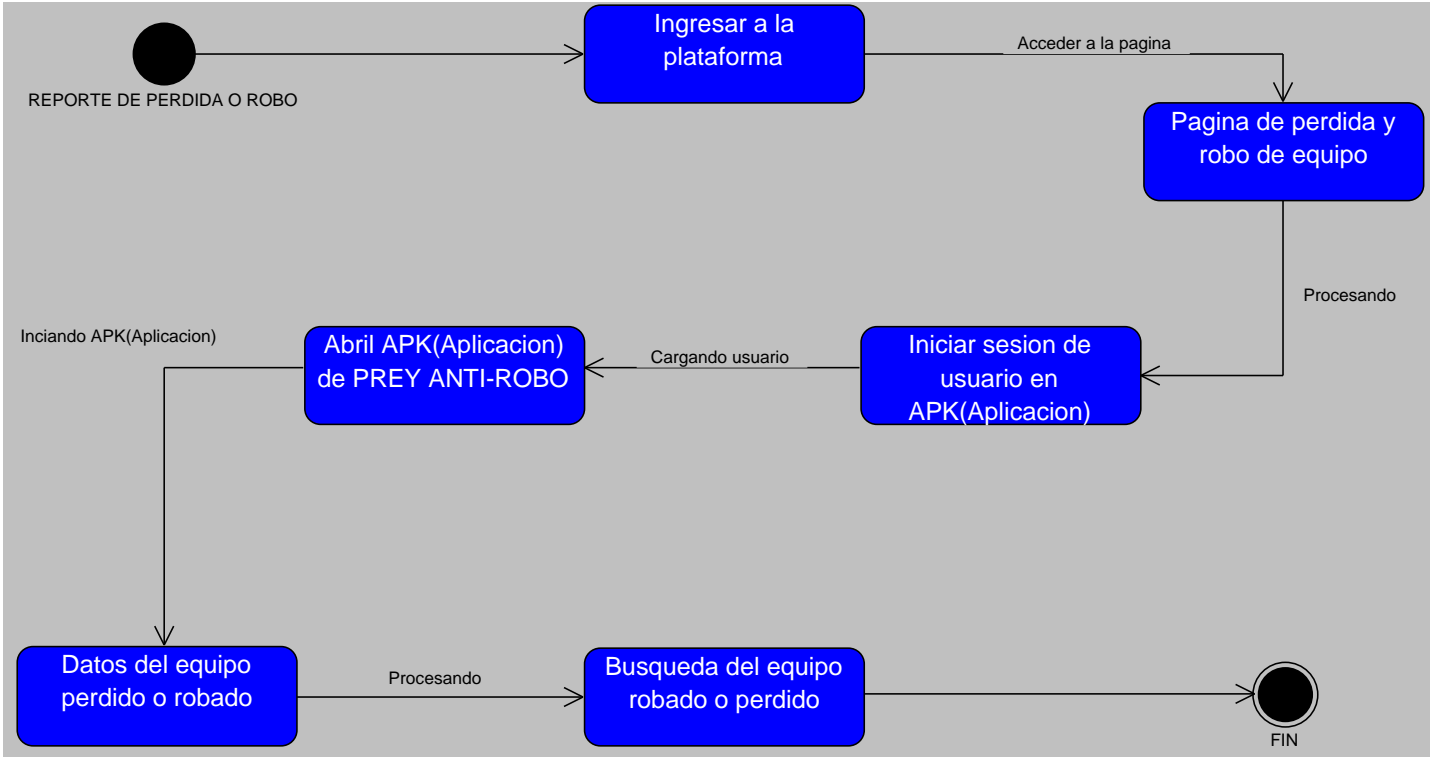 Ingresar a la
plataforma
Acceder a la pagina
REPORTE DE PERDIDA O ROBO
Pagina de perdida y
robo de equipo
Procesando
Iniciar sesion de
usuario en
APK(Aplicacion)
Cargando usuario
Abril APK(Aplicacion)
de PREY ANTI-ROBO
Inciando APK(Aplicacion)
Datos del equipo
perdido o robado
Procesando
Busqueda del equipo
robado o perdido
FIN